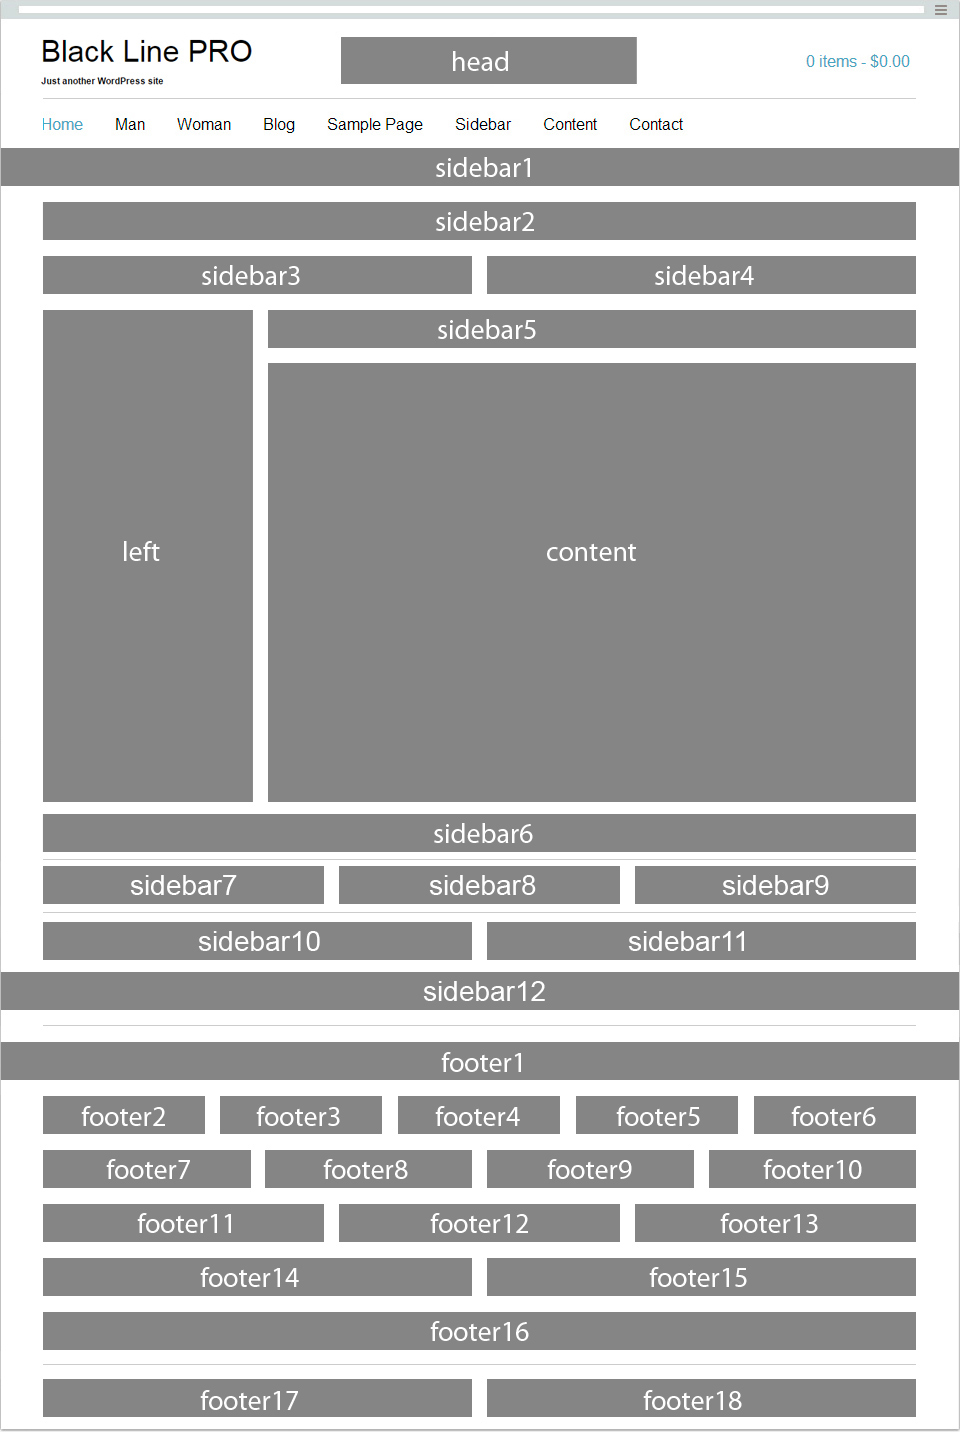 Black Line PRO
Just another WordPress site
head
0 items - $0.00
Home Man Woman Blog Sample Page Sidebar Content Contact
sidebar1
sidebar2
sidebar3 sidebar4
sidebar5
left content
sidebar6
sidebar7 sidebar8 sidebar9
sidebar10 sidebar11
sidebar12
footer1
footer2 footer3 footer4 footer5 footer6
footer7 footer8 footer9 footer10
footer11 footer12 footer13
footer14 footer15
footer16
footer17 footer18